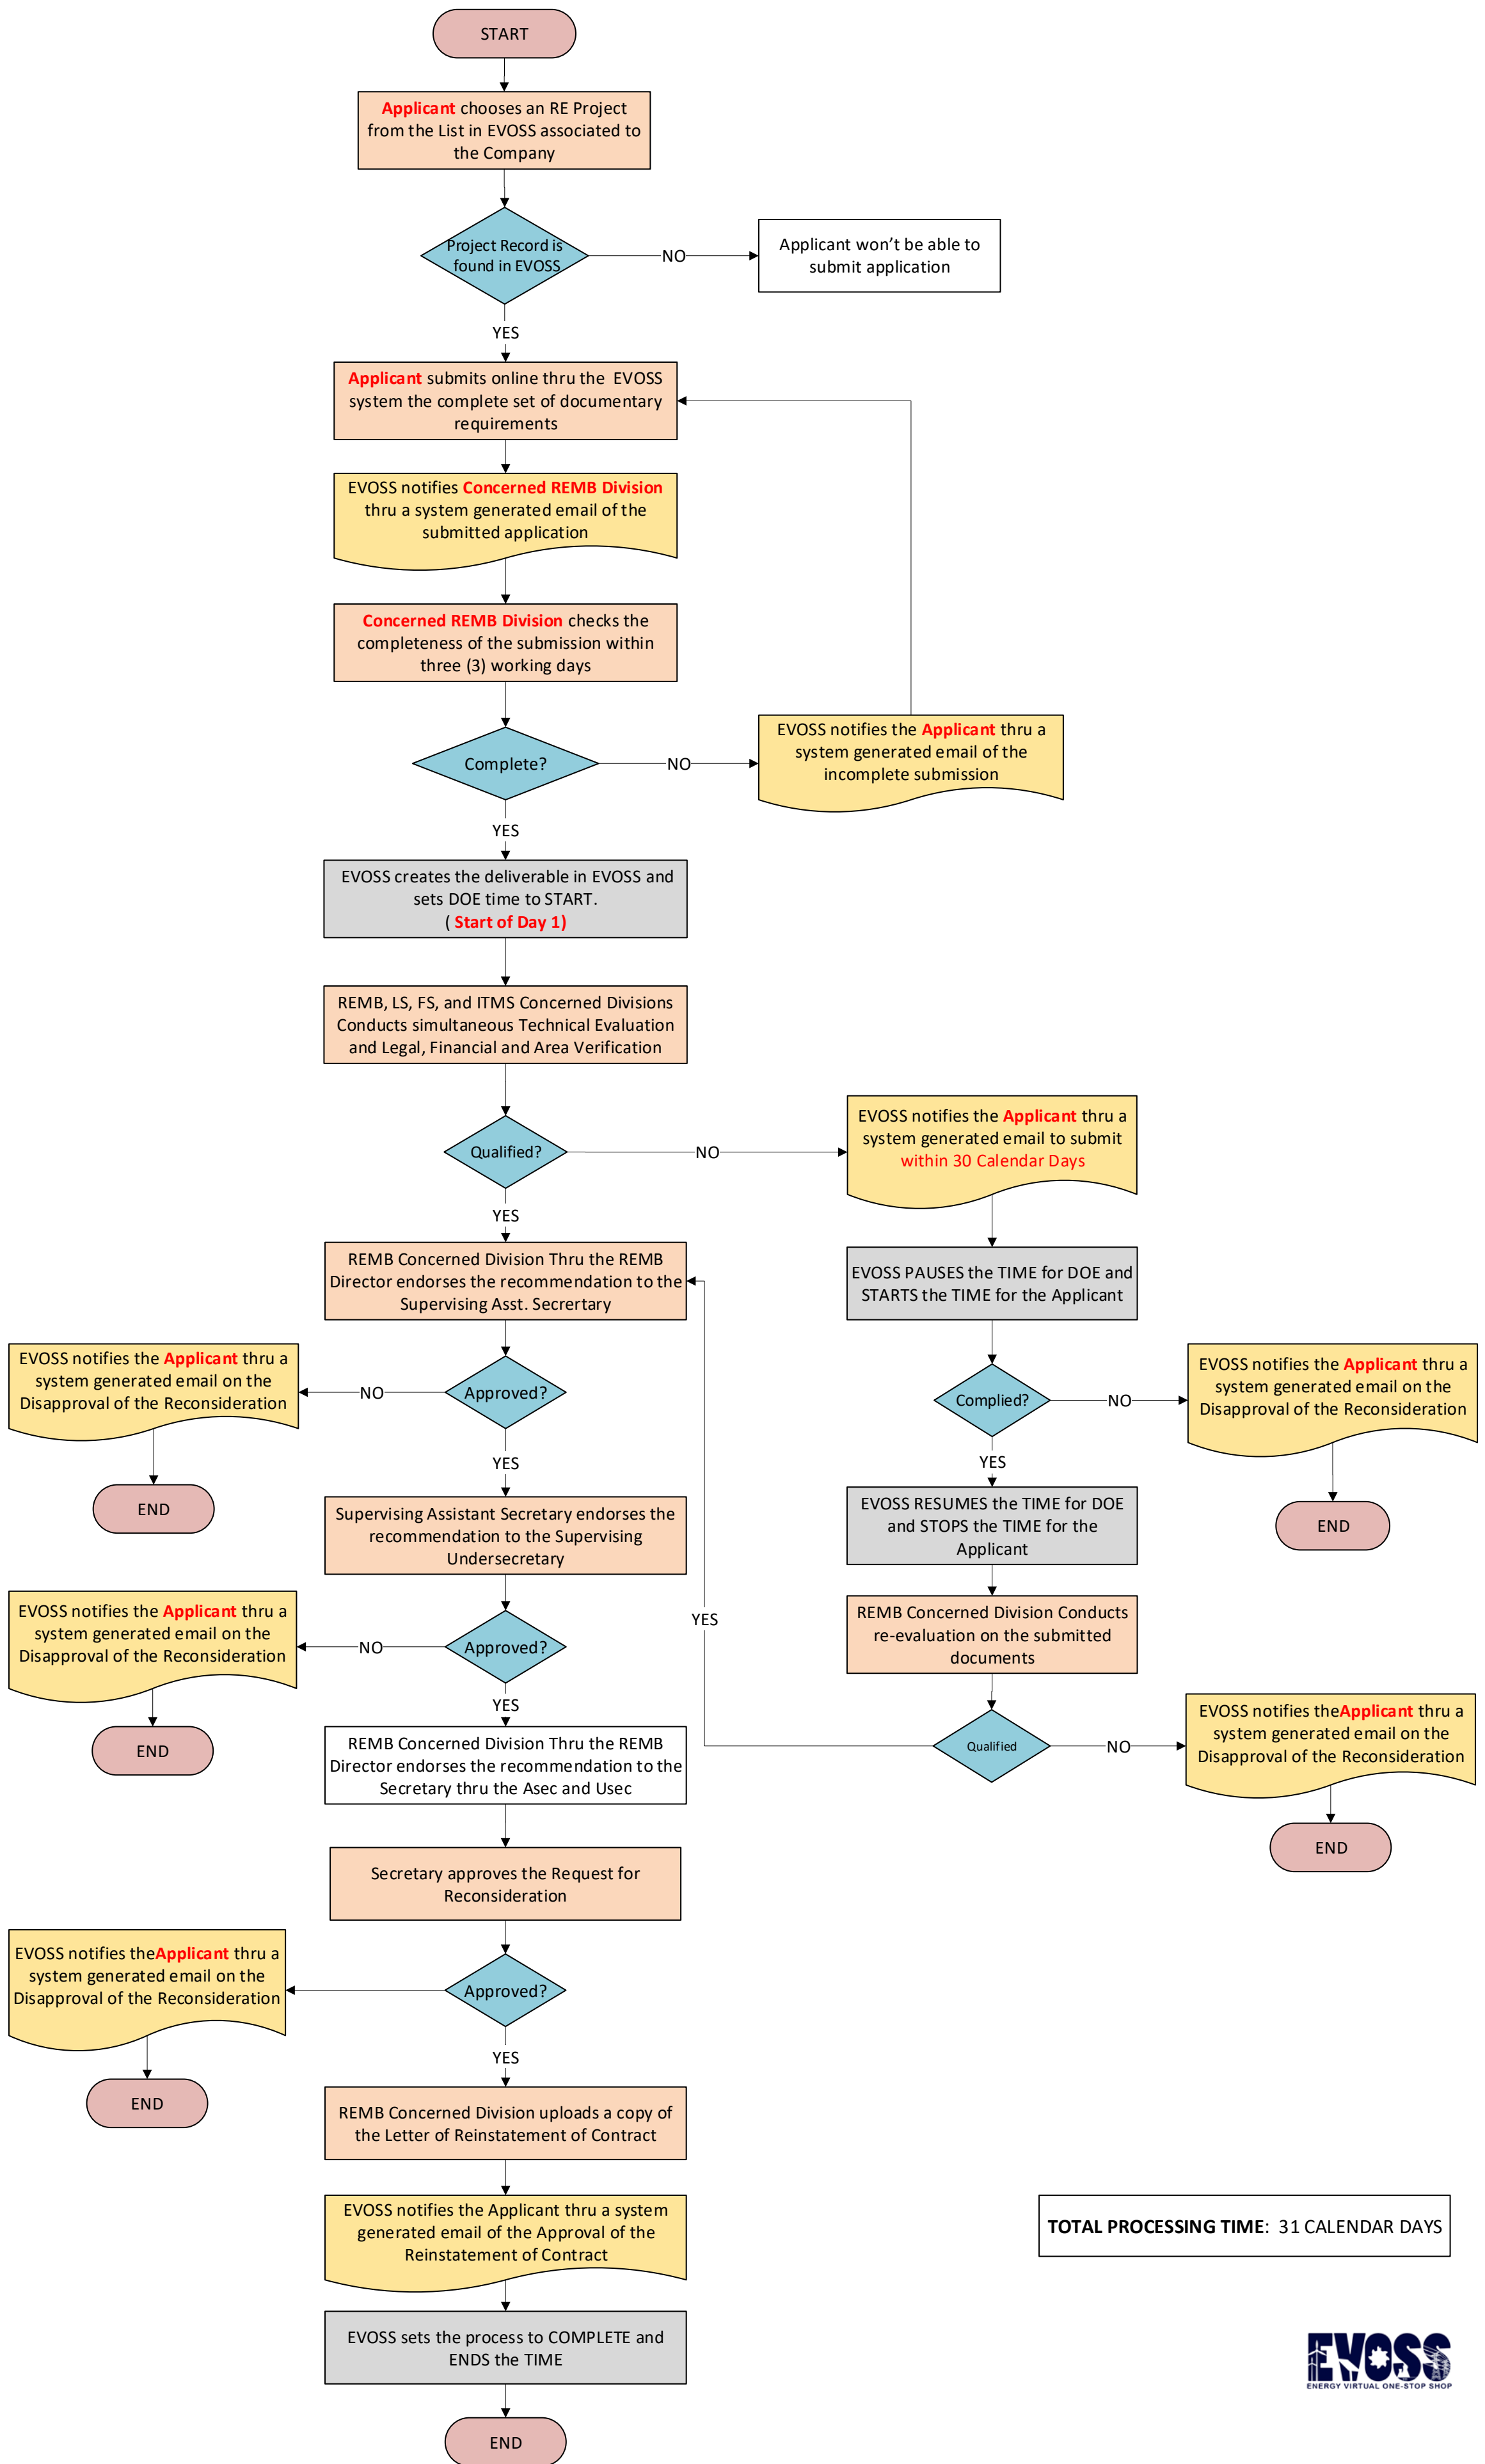 START
Applicant chooses an RE Project
from the List in EVOSS associated to
the Company
Project Record is
found in EVOSS
NO
Applicant won't be able to
submit application
YES
Applicant submits online thru the EVOSS
system the complete set of documentary
requirements
EVOSS notifies Concerned REMB Division
thru a system generated email of the
submitted application
Concerned REMB Division checks the
completeness of the submission within
three (3) working days
Complete?
NO
EVOSS notifies the Applicant thru a
system generated email of the
incomplete submission
YES
EVOSS creates the deliverable in EVOSS and
sets DOE time to START.
( Start of Day 1)
REMB, LS, FS, and ITMS Concerned Divisions
Conducts simultaneous Technical Evaluation
and Legal, Financial and Area Verification
Qualified?
NO
EVOSS notifies the Applicant thru a
system generated email to submit
within 30 Calendar Days
YES
REMB Concerned Division Thru the REMB
Director endorses the recommendation to the
Supervising Asst. Secrertary
EVOSS PAUSES the TIME for DOE and
STARTS the TIME for the Applicant
EVOSS notifies the Applicant thru a
system generated email on the
Disapproval of the Reconsideration
NO
Approved?
Complied?
NO
EVOSS notifies the Applicant thru a
system generated email on the
Disapproval of the Reconsideration
END
YES
YES
END
Supervising Assistant Secretary endorses the
recommendation to the Supervising
Undersecretary
EVOSS RESUMES the TIME for DOE
and STOPS the TIME for the
Applicant
EVOSS notifies the Applicant thru a
system generated email on the
Disapproval of the Reconsideration
NO
Approved?
YES
REMB Concerned Division Conducts
re-evaluation on the submitted
documents
END
YES
REMB Concerned Division Thru the REMB
Director endorses the recommendation to the
Secretary thru the Asec and Usec
Qualified
NO
EVOSS notifies theApplicant thru a
system generated email on the
Disapproval of the Reconsideration
END
Secretary approves the Request for
Reconsideration
EVOSS notifies theApplicant thru a
system generated email on the
Disapproval of the Reconsideration
Approved?
END
YES
REMB Concerned Division uploads a copy of
the Letter of Reinstatement of Contract
EVOSS notifies the Applicant thru a system
generated email of the Approval of the
Reinstatement of Contract
TOTAL PROCESSING TIME: 31 CALENDAR DAYS
EVOSS sets the process to COMPLETE and
ENDS the TIME
EVOSS
ENERGY VIRTUAL ONE-STOP SHOP
END